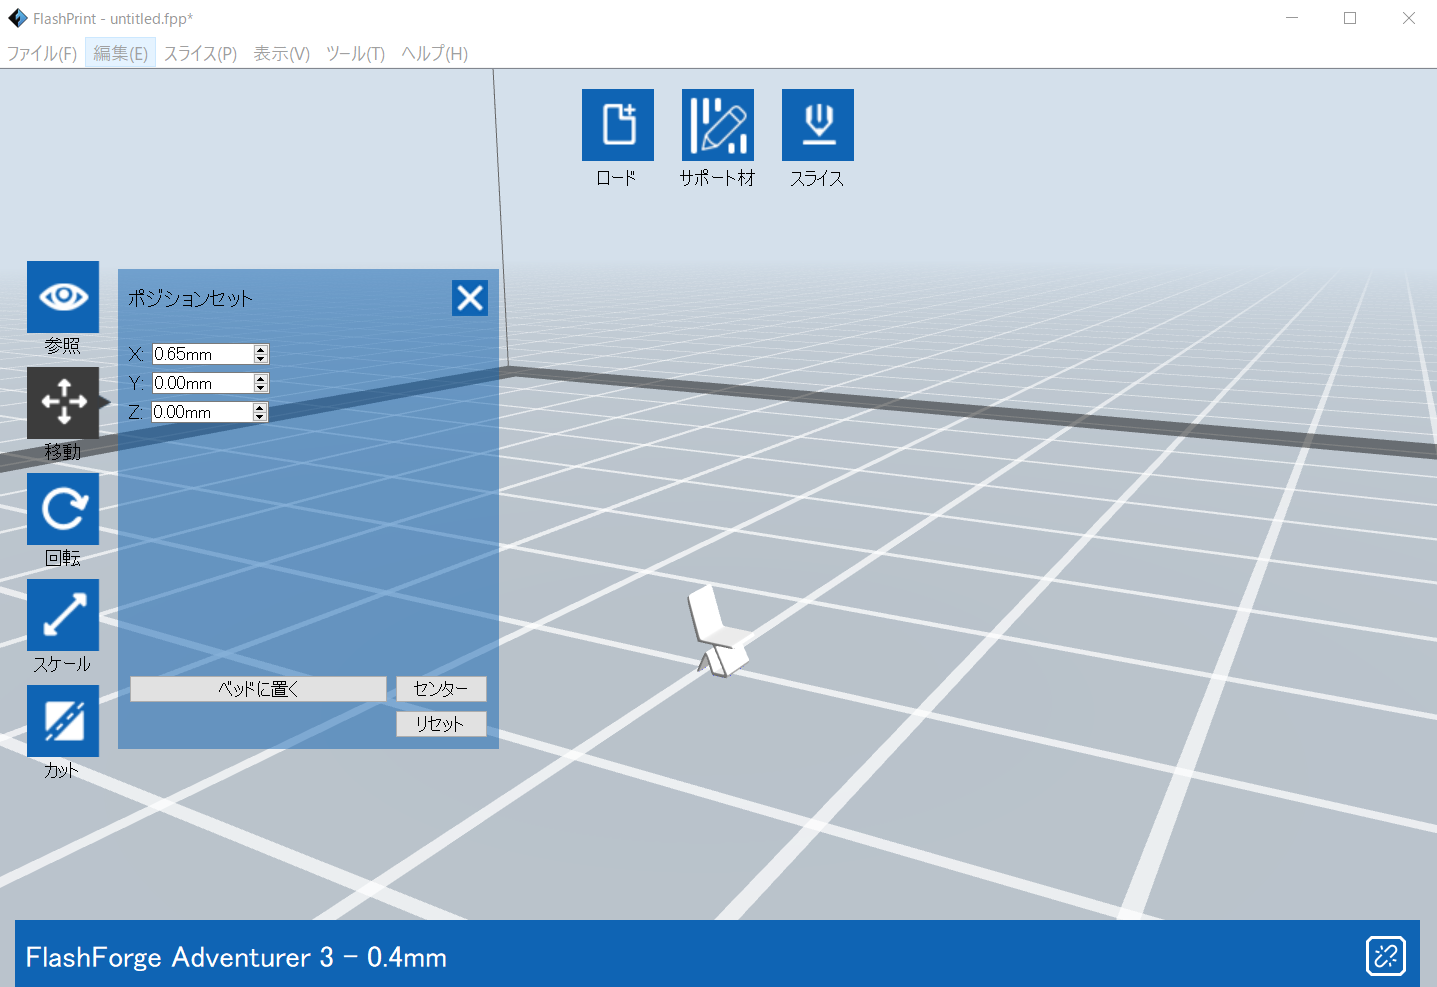 FlashPrint - untitled.fpp*
ファイル(F) 編集(E) スライス(P) 表示(V) ツール(T) ヘルプ(H)
ロード サポート材 スライス
参照
移動
回転
スケール
カット
ポジションセット
X: 0.65mm
Y: 0.00mm
Z: 0.00mm
ベッドに置く センター
リセット
FlashForge Adventurer 3 - 0.4mm